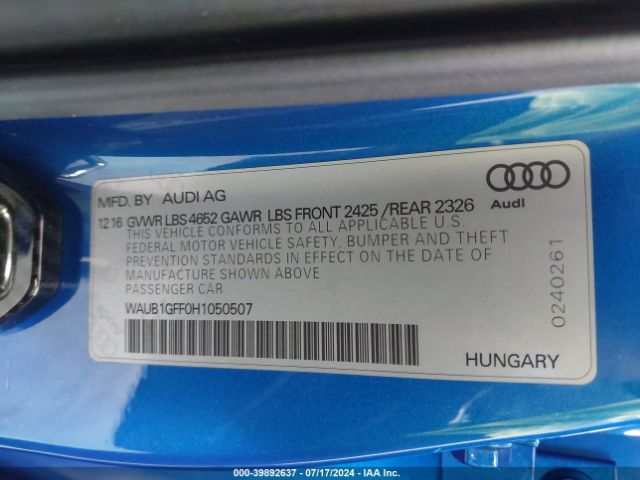 MFD. BY AUDI AG
12 16 GVWR LBS 4652 GAWR LBS FRONT 2425 /REAR 2326
THIS VEHICLE CONFORMS TO ALL APPLICABLE U.S.
FEDERAL MOTOR VEHICLE SAFETY, BUMPER AND THEFT
PREVENTION STANDARDS IN EFFECT ON THE DATE OF
MANUFACTURE SHOWN ABOVE
PASSENGER CAR
WAUB1GFF0H1050507
Audi
0240261
HUNGARY
000-39892637 - 07/17/2024 - IAA Inc.